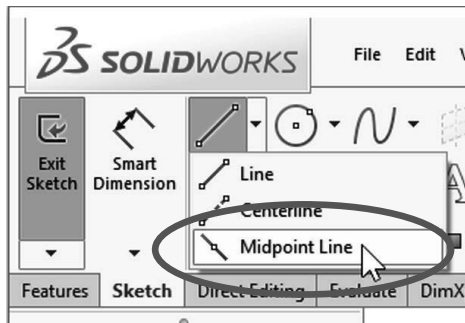 SOLIDWORKS
File Edit
Exit Sketch
Smart Dimension
Line
Centerline
Midpoint Line
Features Sketch Direct Editing Evaluate DimX